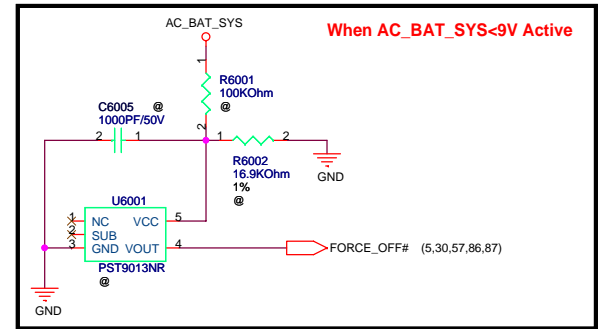 AC_BAT_SYS
When AC_BAT_SYS<9V Active
1
R6001
100KOhm
@
2
C6005 @
1000PF/50V
@
2 1
1 2
R6002
16.9KOhm
1%
@
GND
U6001
1 NC VCC 5
2 SUB
3 GND VOUT 4
PST9013NR
@
FORCE_OFF# (5,30,57,86,87)
GND